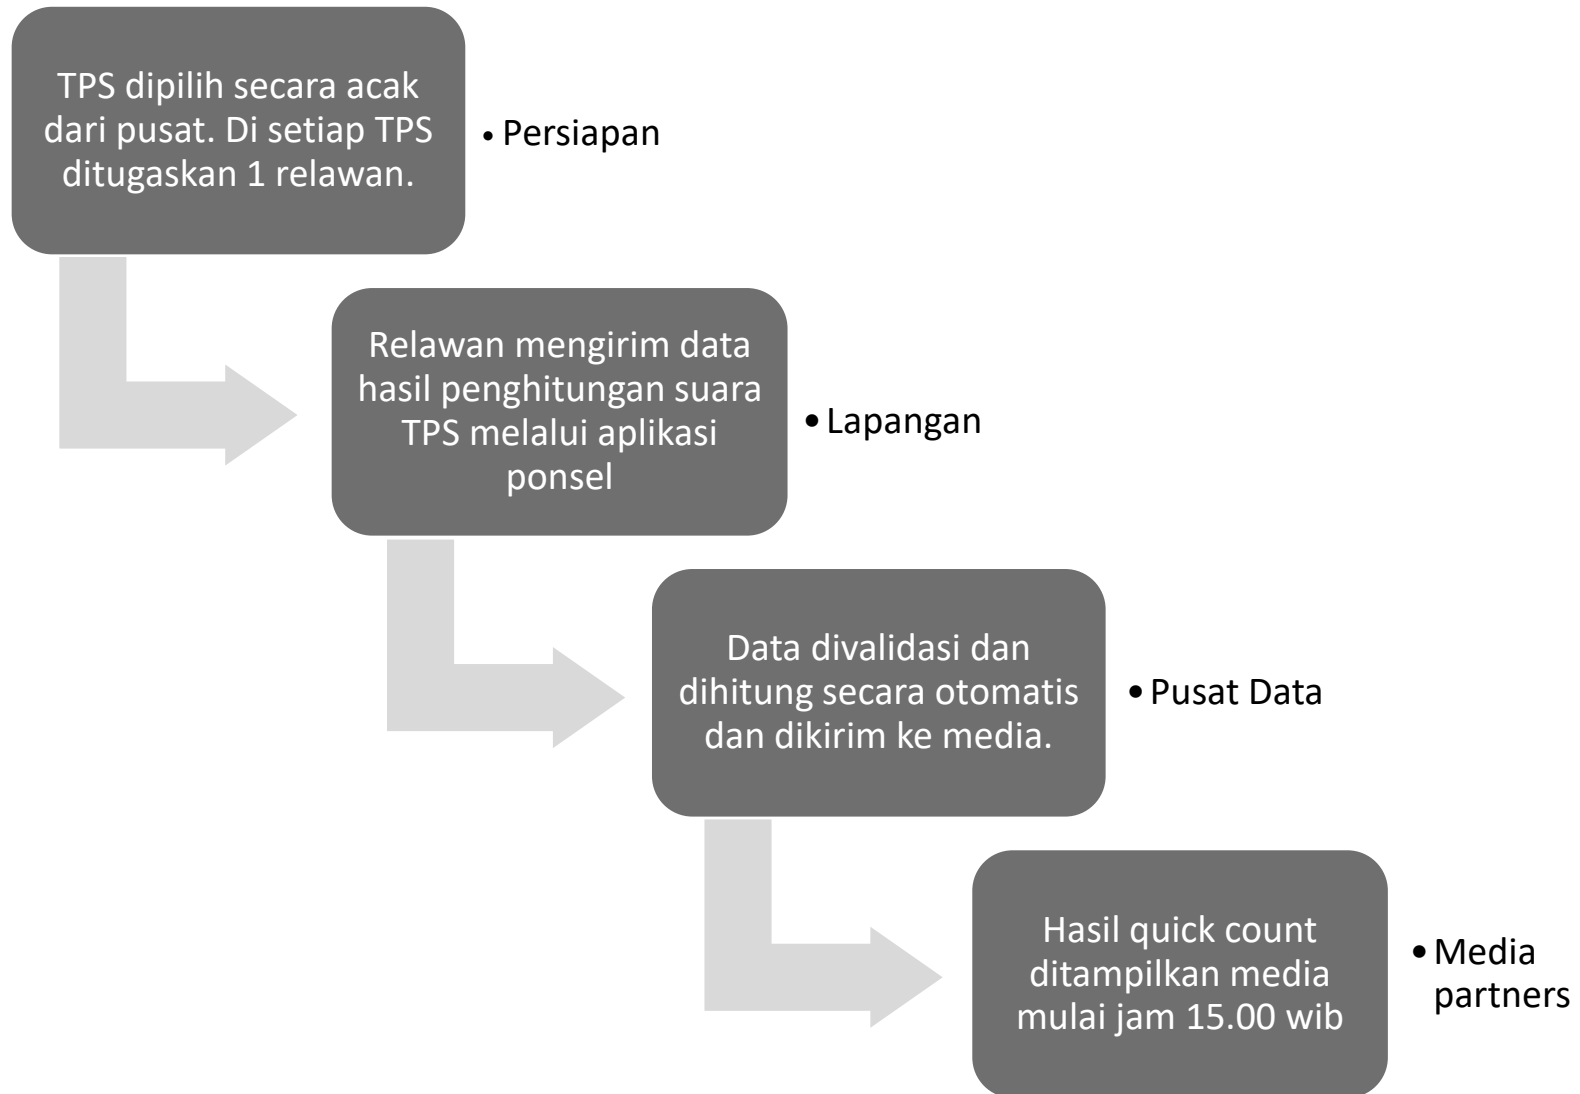 TPS dipilih secara acak
dari pusat. Di setiap TPS
ditugaskan 1 relawan.
• Persiapan
Relawan mengirim data
hasil penghitungan suara
TPS melalui aplikasi
ponsel
• Lapangan
Data divalidasi dan
dihitung secara otomatis
dan dikirim ke media.
• Pusat Data
Hasil quick count
ditampilkan media
mulai jam 15.00 wib
• Media
partners